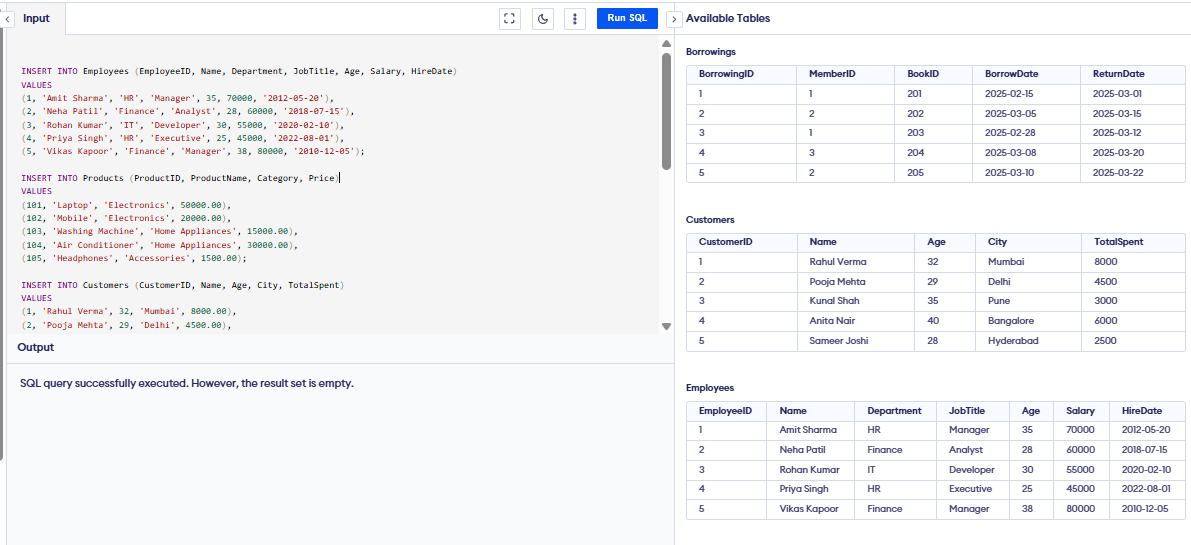 Input
Run SQL
INSERT INTO Employees (EmployeeID, Name, Department, JobTitle, Age, Salary, HireDate)
VALUES
(1, 'Amit Sharma', 'HR', 'Manager', 35, 70000, '2012-05-20'),
(2, 'Neha Patil', 'Finance', 'Analyst', 28, 60000, '2018-07-15'),
(3, 'Rohan Kumar', 'IT', 'Developer', 30, 55000, '2020-02-10'),
(4, 'Priya Singh', 'HR', 'Executive', 25, 45000, '2022-08-01'),
(5, 'Vikas Kapoor', 'Finance', 'Manager', 38, 80000, '2010-12-05');
INSERT INTO Products (ProductID, ProductName, Category, Price)
VALUES
(101, 'Laptop', 'Electronics', 50000.00),
(102, 'Mobile', 'Electronics', 20000.00),
(103, 'Washing Machine', 'Home Appliances', 15000.00),
(104, 'Air Conditioner', 'Home Appliances', 30000.00),
(105, 'Headphones', 'Accessories', 1500.00);
INSERT INTO Customers (CustomerID, Name, Age, City, TotalSpent)
VALUES
(1, 'Rahul Verma', 32, 'Mumbai', 8000.00),
(2, 'Pooja Mehta', 29, 'Delhi', 4500.00),
Output
SQL query successfully executed. However, the result set is empty.
Available Tables
Borrowings
BorrowingID MemberID BookID BorrowDate ReturnDate
1 1 201 2025-02-15 2025-03-01
2 2 202 2025-03-05 2025-03-15
3 1 203 2025-02-28 2025-03-12
4 3 204 2025-03-08 2025-03-20
5 2 205 2025-03-10 2025-03-22
Customers
CustomerID Name Age City TotalSpent
1 Rahul Verma 32 Mumbai 8000
2 Pooja Mehta 29 Delhi 4500
3 Kunal Shah 35 Pune 3000
4 Anita Nair 40 Bangalore 6000
5 Sameer Joshi 28 Hyderabad 2500
Employees
EmployeeID Name Department JobTitle Age Salary HireDate
1 Amit Sharma HR Manager 35 70000 2012-05-20
2 Neha Patil Finance Analyst 28 60000 2018-07-15
3 Rohan Kumar IT Developer 30 55000 2020-02-10
4 Priya Singh HR Executive 25 45000 2022-08-01
5 Vikas Kapoor Finance Manager 38 80000 2010-12-05